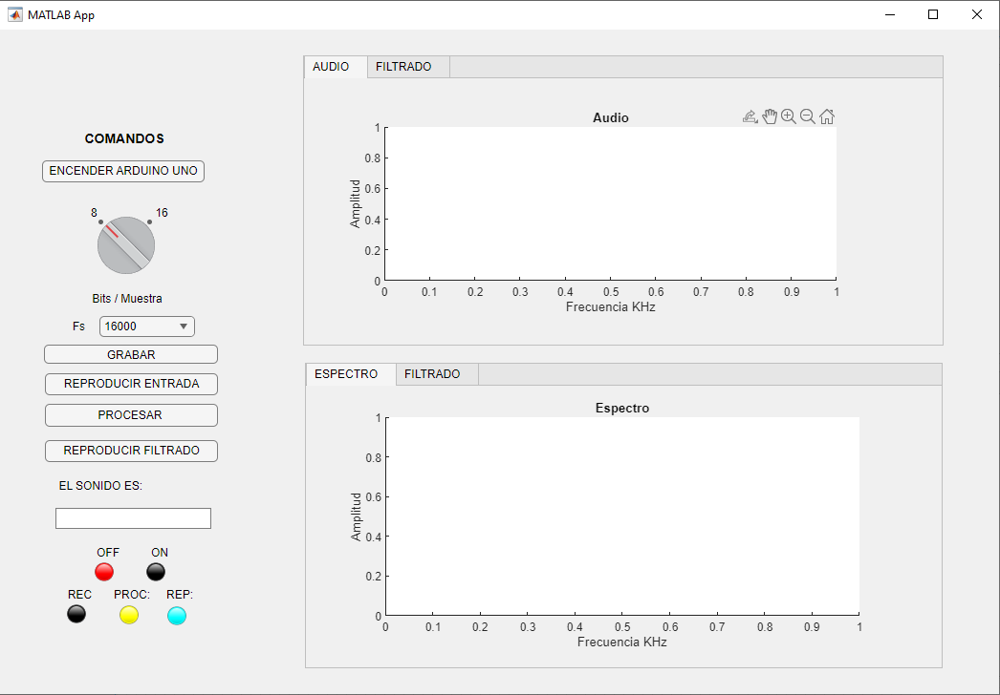 MATLAB App
COMANDOS
ENCENDER ARDUINO UNO
8 16
Bits / Muestra
Fs 16000
GRABAR
REPRODUCIR ENTRADA
PROCESAR
REPRODUCIR FILTRADO
EL SONIDO ES:
OFF ON
REC PROC: REP:
AUDIO FILTRADO
Audio
1
0.8
0.6
0.4
0.2
0
Amplitud
0 0.1 0.2 0.3 0.4 0.5 0.6 0.7 0.8 0.9 1
Frecuencia KHz
ESPECTRO FILTRADO
Espectro
1
0.8
0.6
0.4
0.2
0
Amplitud
0 0.1 0.2 0.3 0.4 0.5 0.6 0.7 0.8 0.9 1
Frecuencia KHz